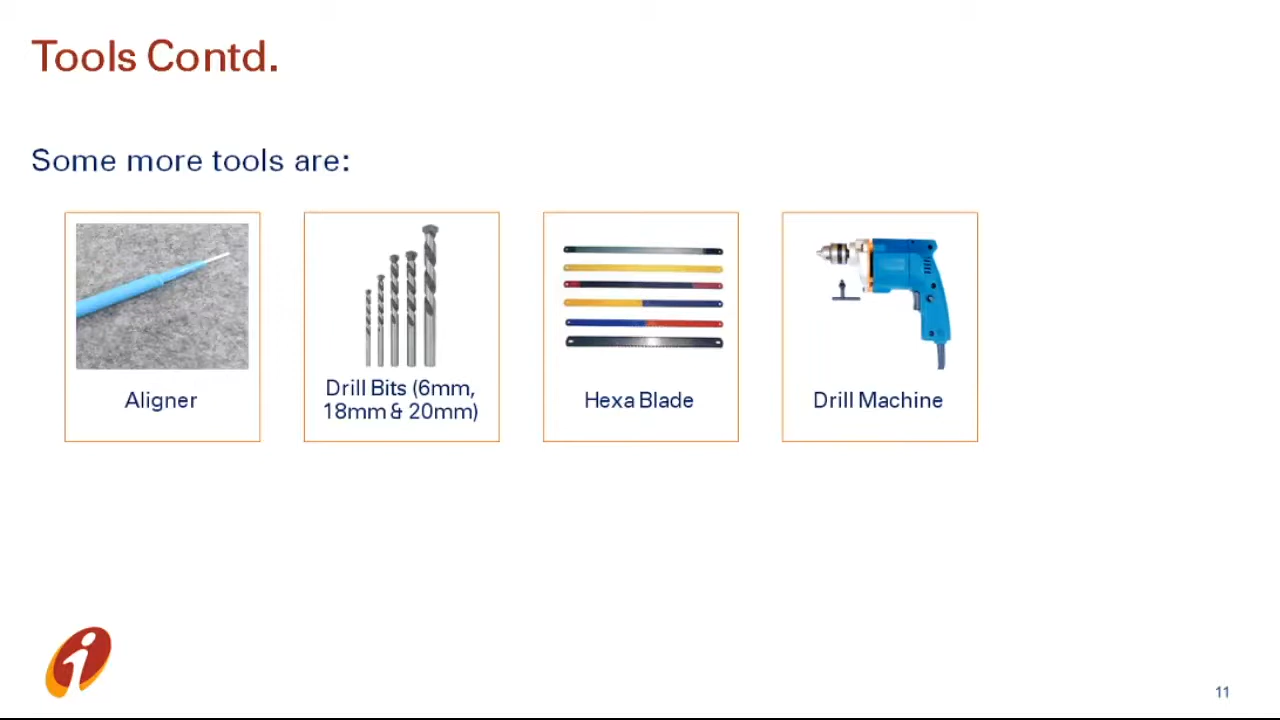 Tools Contd.
Some more tools are:
Aligner
Drill Bits (6mm,
18mm & 20mm)
Hexa Blade
Drill Machine
11